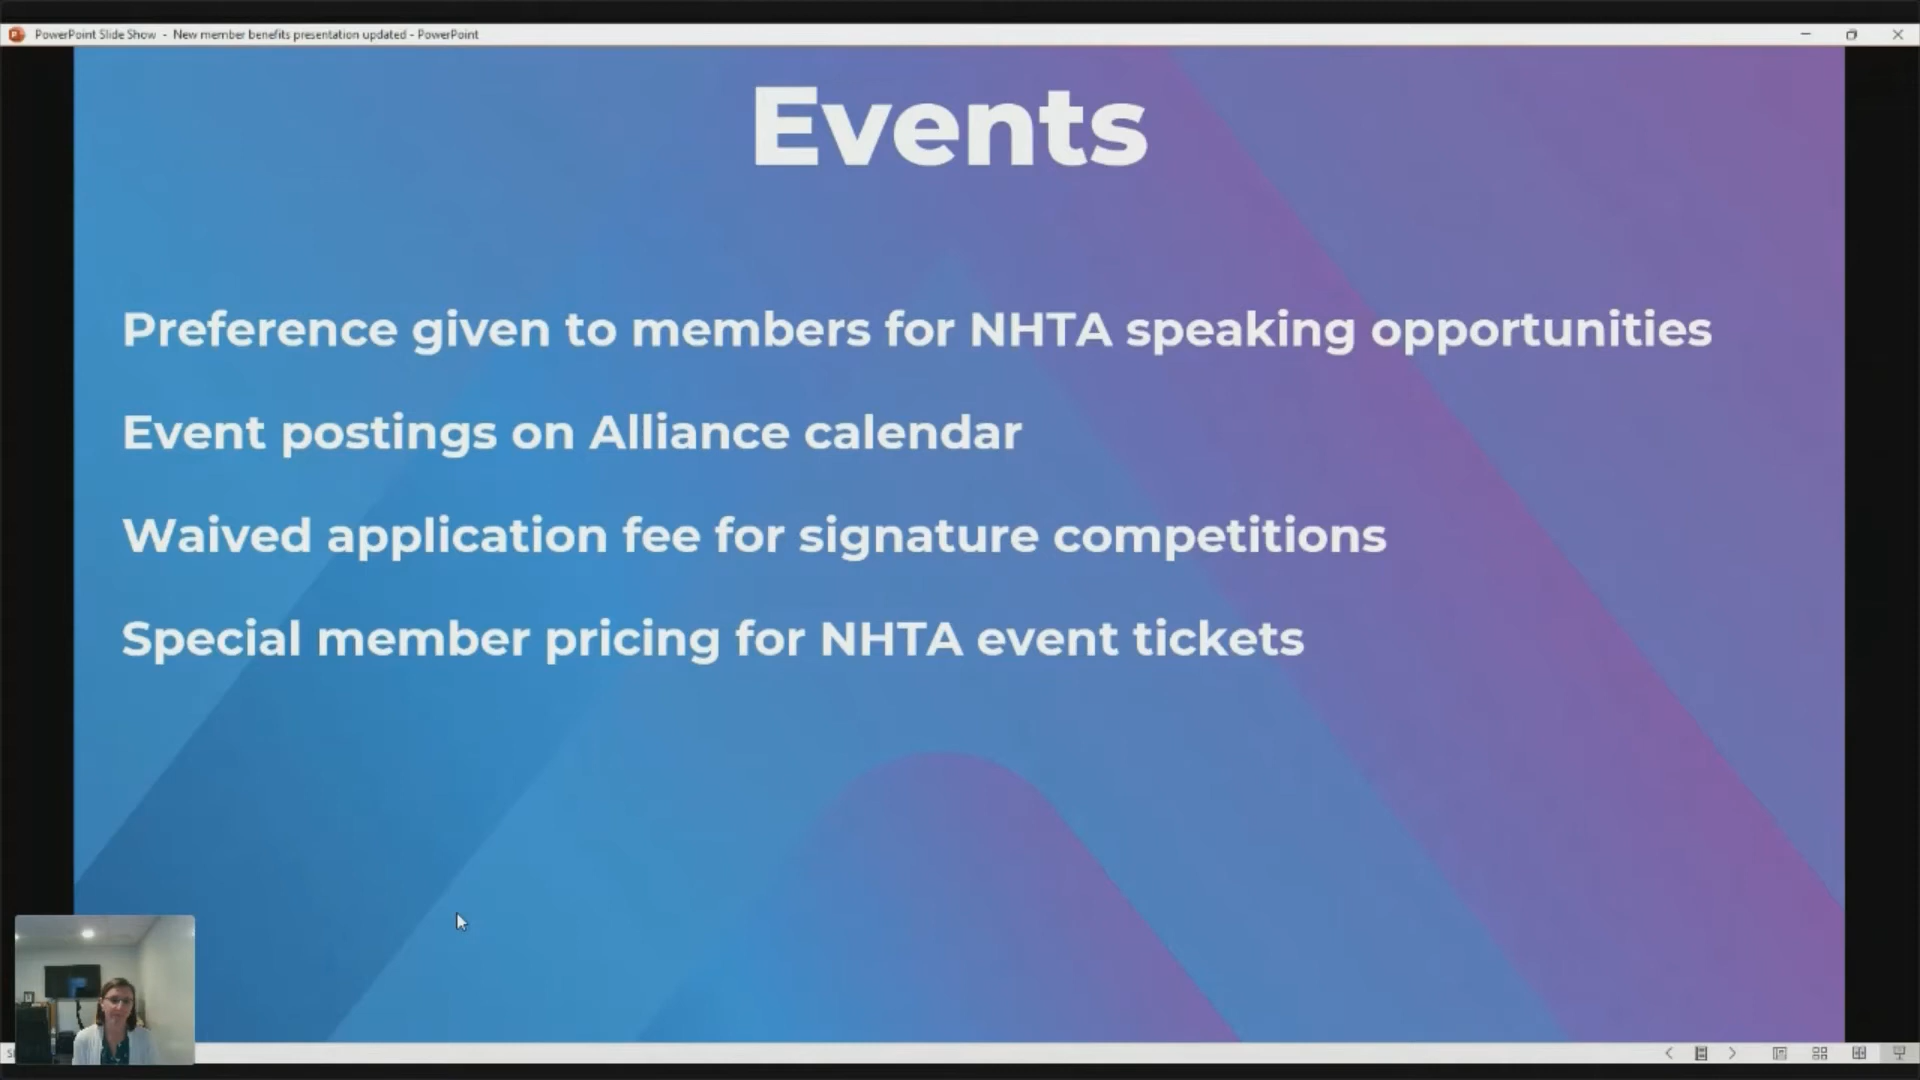 PowerPoint Slide Show - New member benefits presentation updated - PowerPoint
Events
Preference given to members for NHTA speaking opportunities
Event postings on Alliance calendar
Waived application fee for signature competitions
Special member pricing for NHTA event tickets